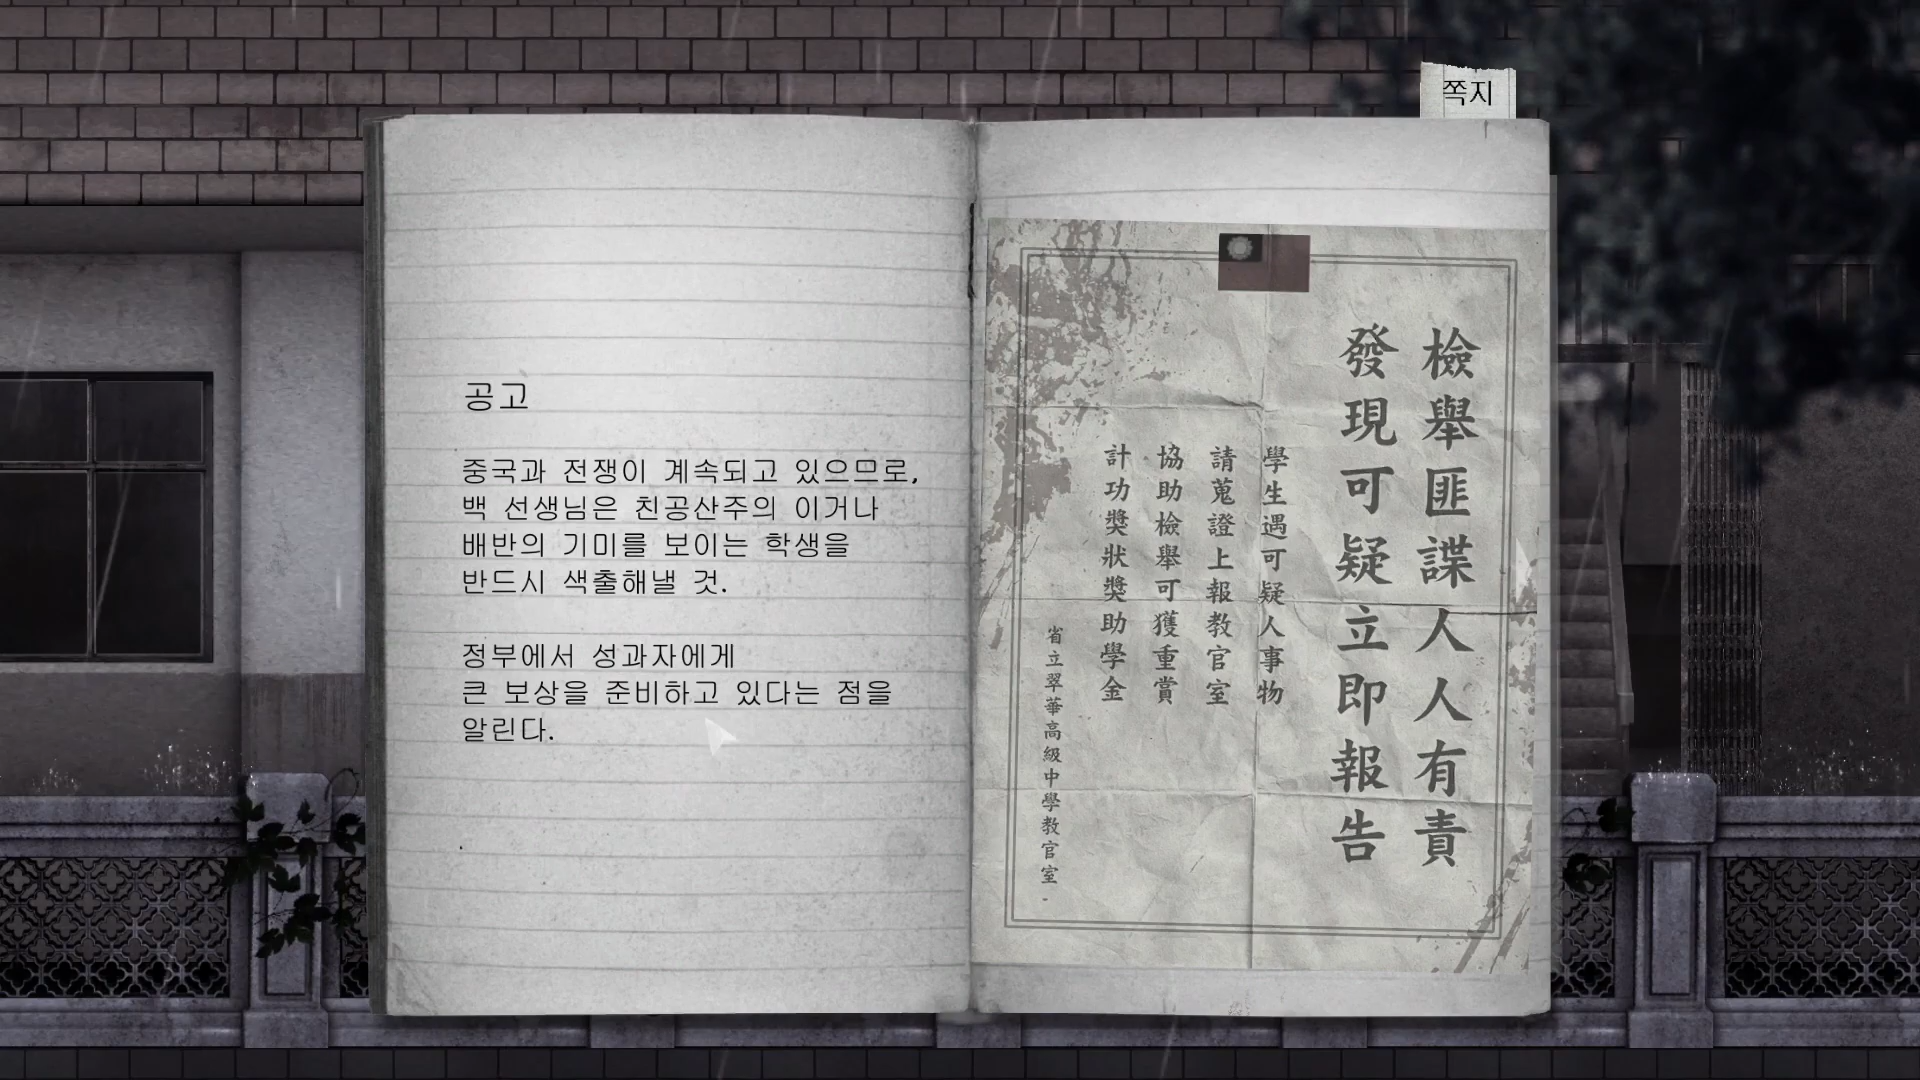 쪽지
공고
중국과 전쟁이 계속되고 있으므로,
백 선생님은 친공산주의 이거나
배반의 기미를 보이는 학생을
반드시 색출해낼 것.
정부에서 성과자에게
큰 보상을 준비하고 있다는 점을
알린다.
檢舉匪諜人人有責
發現可疑立即報告
學生遇可疑人事物
請蒐證上報教官室
協助檢舉可獲重賞
計功獎狀獎助學金
省立翠華高級中學教官室